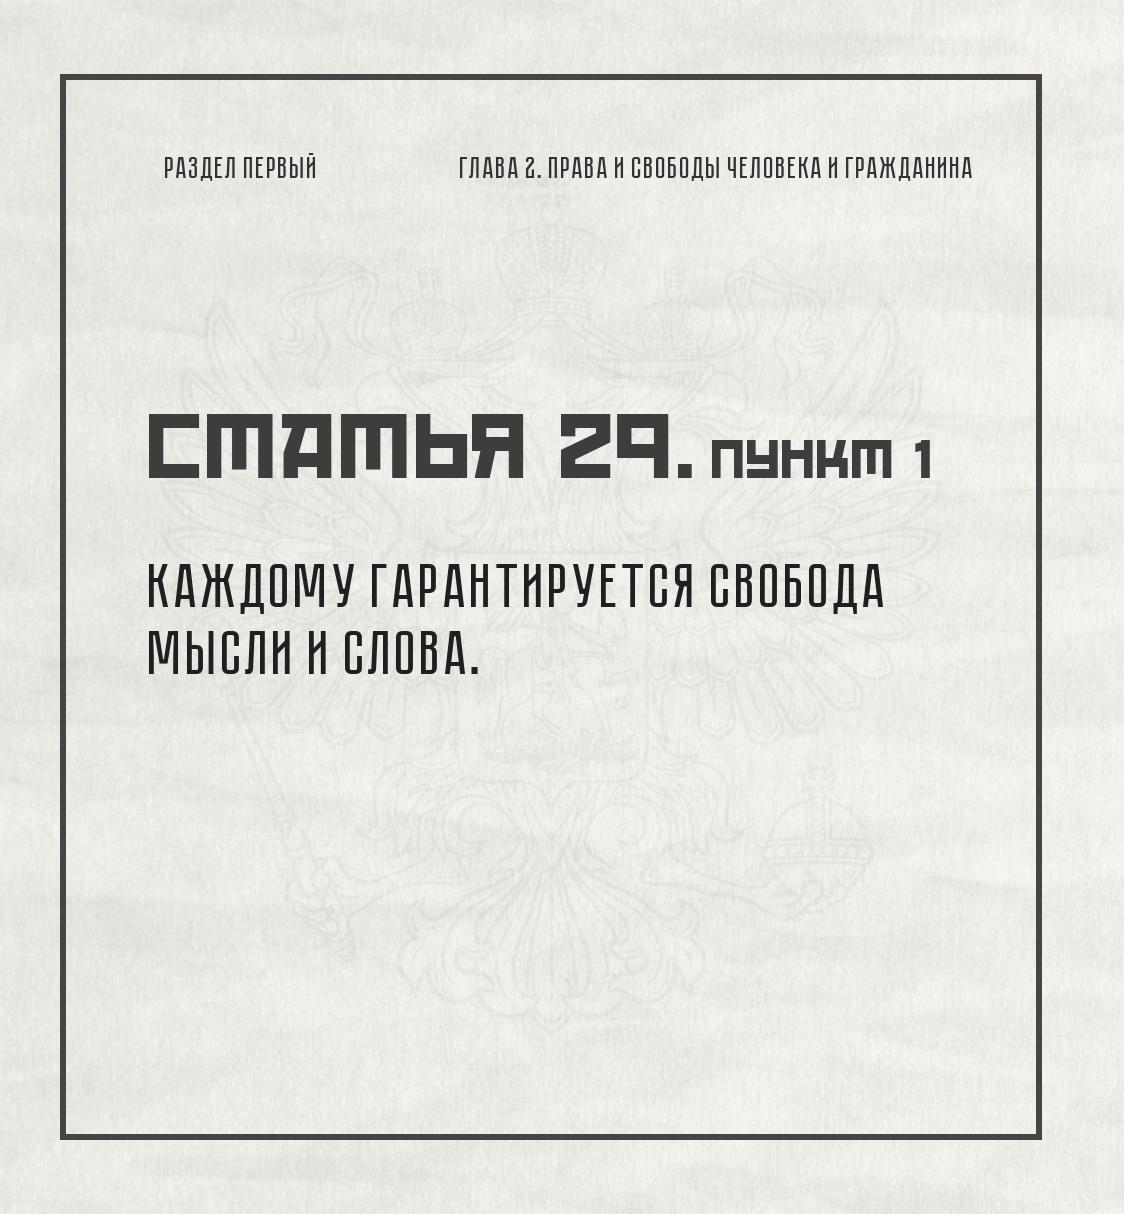 РАЗДЕЛ ПЕРВЫЙ
ГЛАВА 2. ПРАВА И СВОБОДЫ ЧЕЛОВЕКА И ГРАЖДАНИНА
СТАТЬЯ 29. ПУНКТ 1
КАЖДОМУ ГАРАНТИРУЕТСЯ СВОБОДА
МЫСЛИ И СЛОВА.